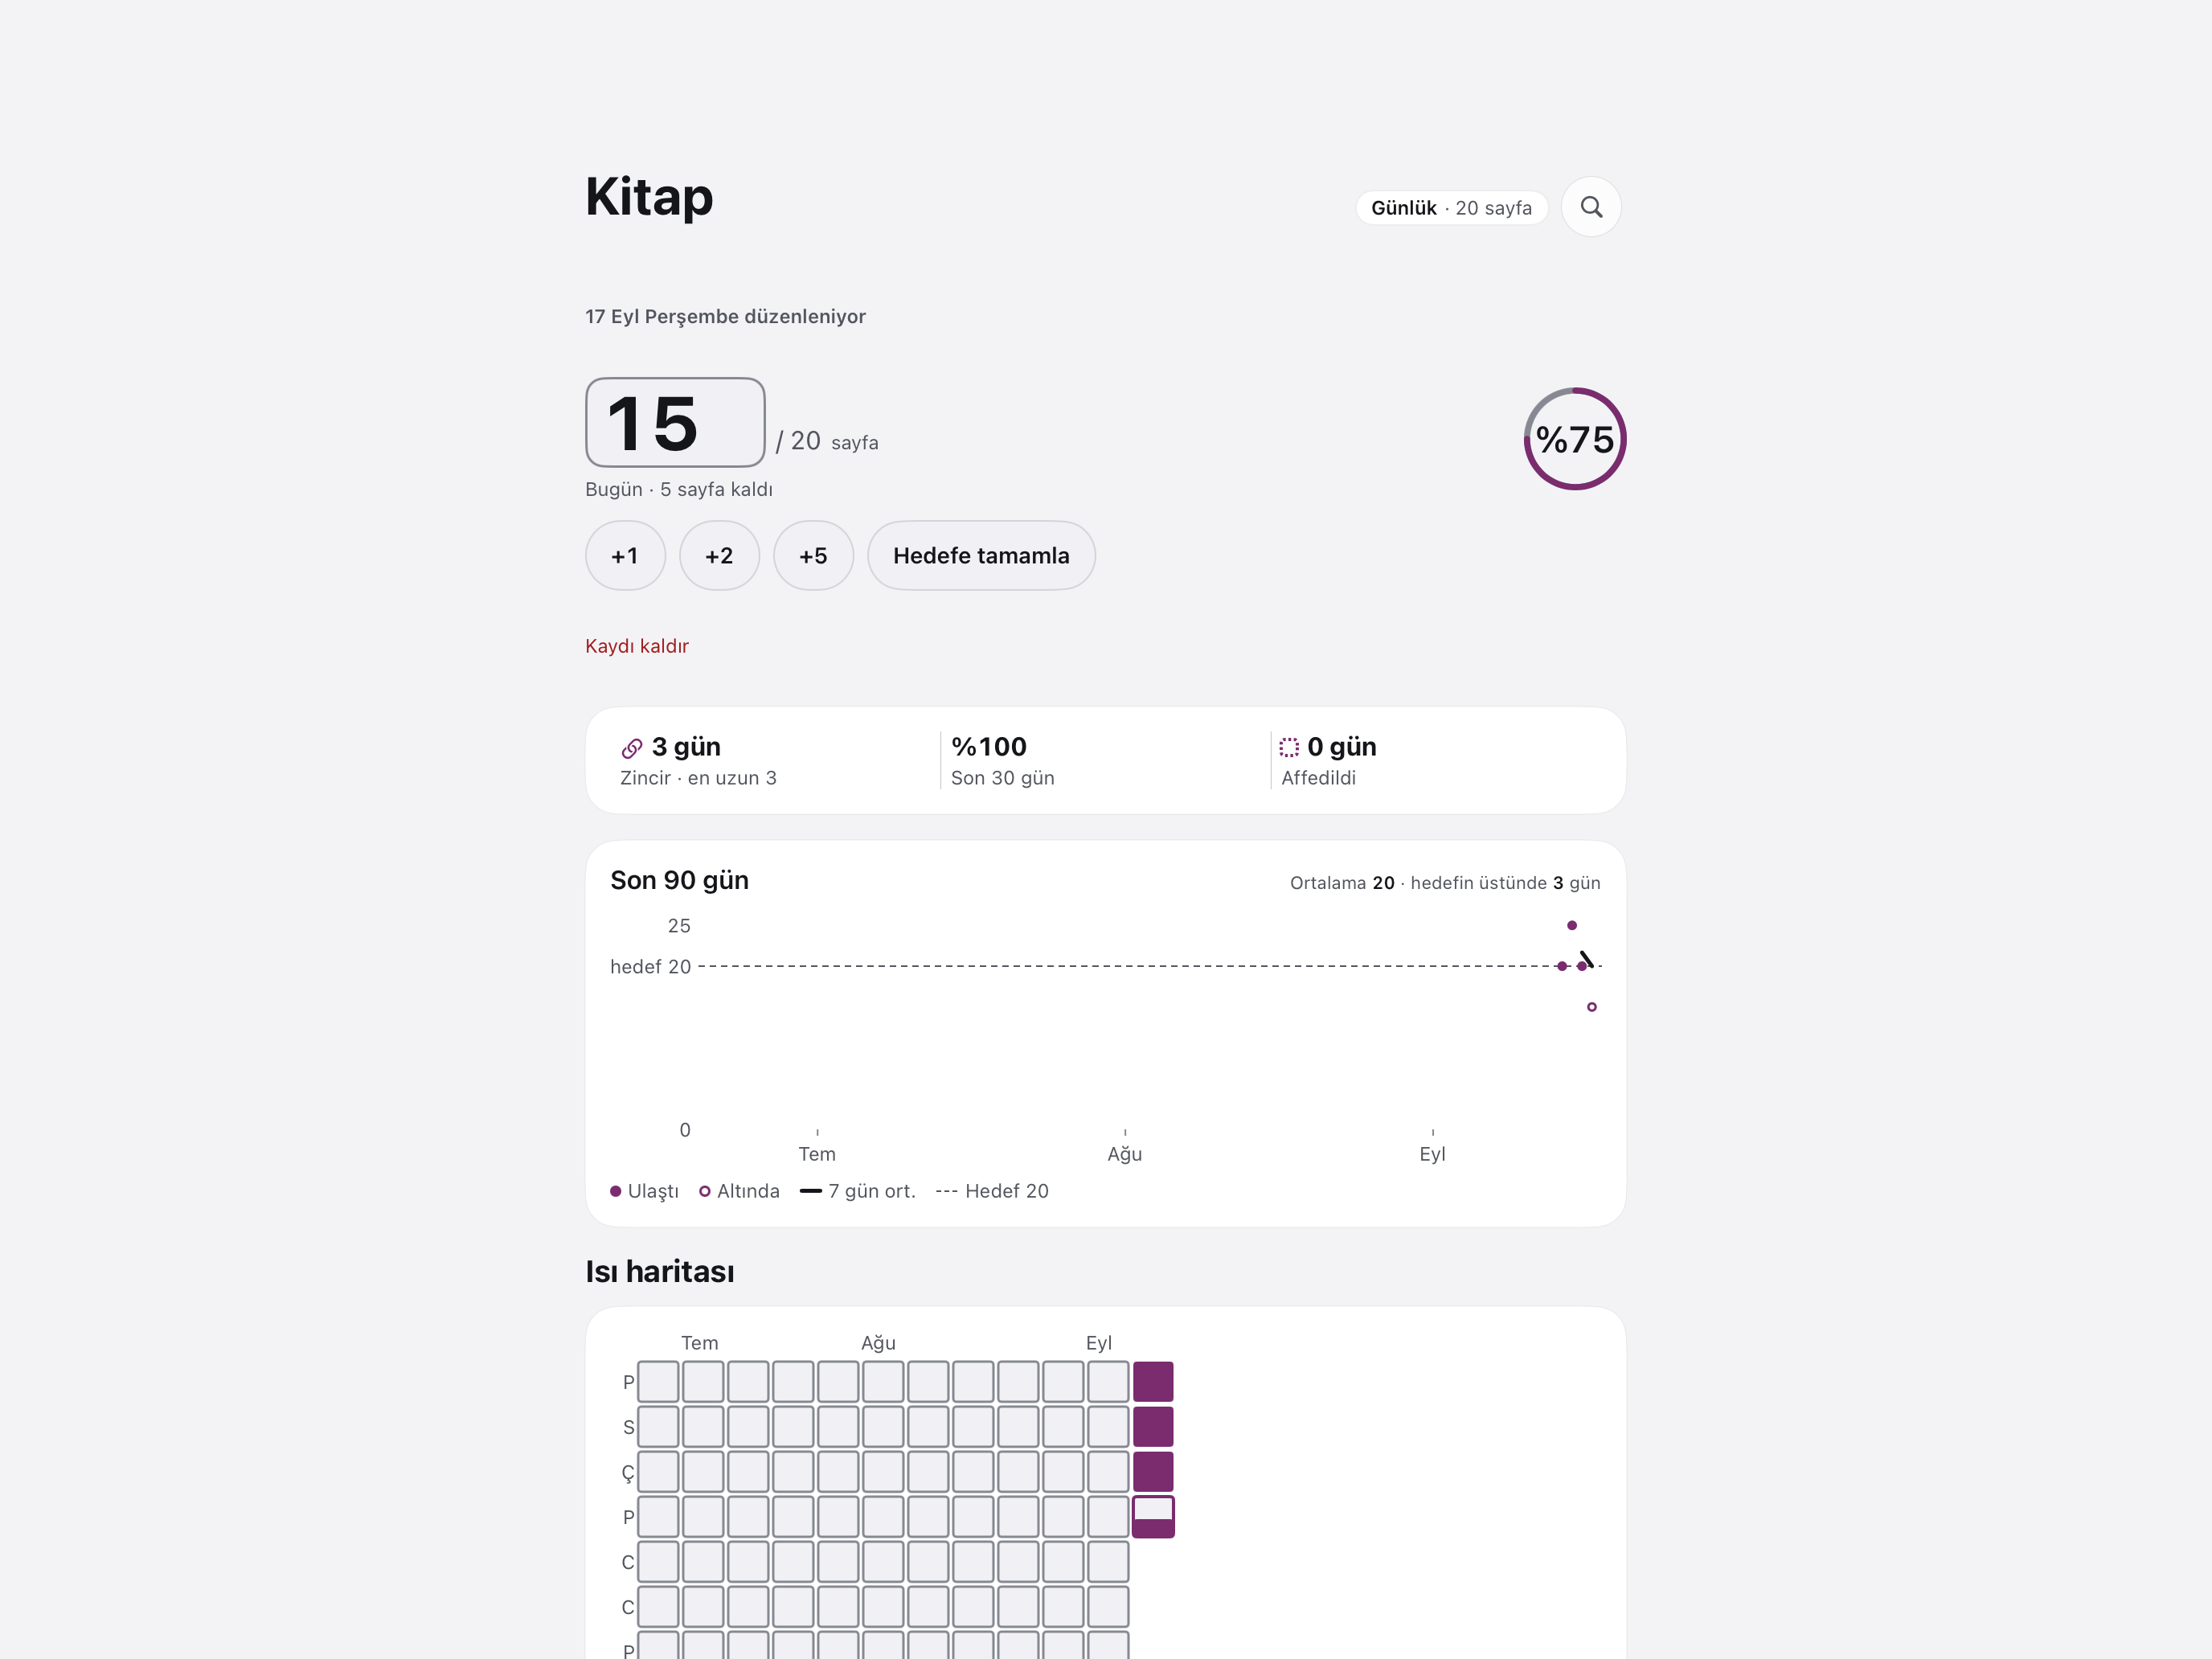 Kitap
Günlük · 20 sayfa
17 Eyl Perşembe düzenleniyor
15 / 20 sayfa
%75
Bugün · 5 sayfa kaldı
+1 +2 +5 Hedefe tamamla
Kaydı kaldır
3 gün %100 0 gün
Zincir · en uzun 3 Son 30 gün Affedildi
Son 90 gün Ortalama 20 · hedefin üstünde 3 gün
25
hedef 20
0
Tem Ağu Eyl
Ulaştı Altında 7 gün ort. Hedef 20
Isı haritası
Tem Ağu Eyl
P
S
Ç
P
C
C
P